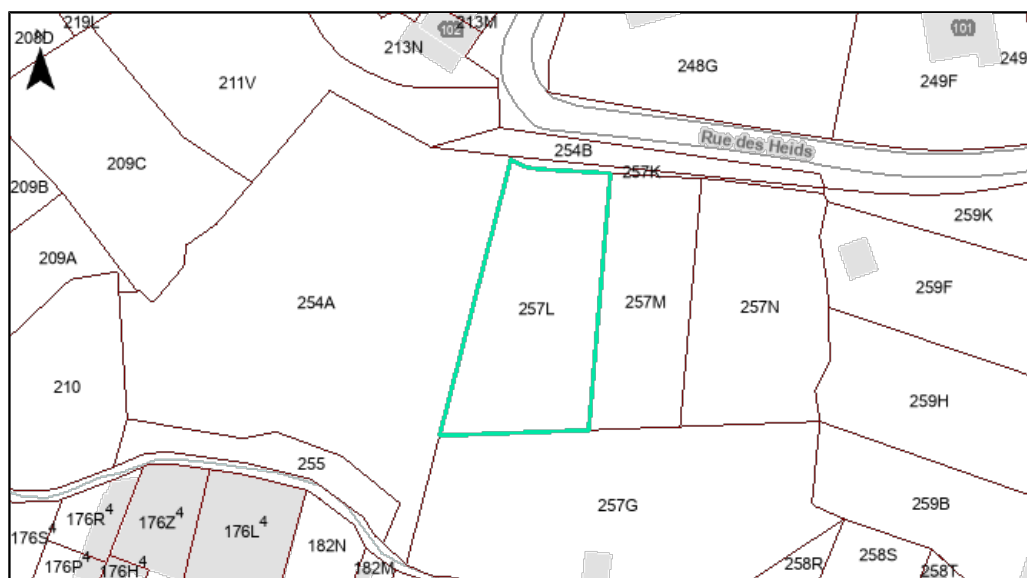 219L
213M
208D
N
102
213N
101
249
248G
249F
211V
Rue des Heids
254B
209C
257K
209B
259K
209A
259F
254A
257L
257M
257N
210
259H
255
257G
259B
176R⁴
176Z⁴
176L⁴
176S⁴
182N
258S
258R
176P⁴
176H⁴
182M
258T